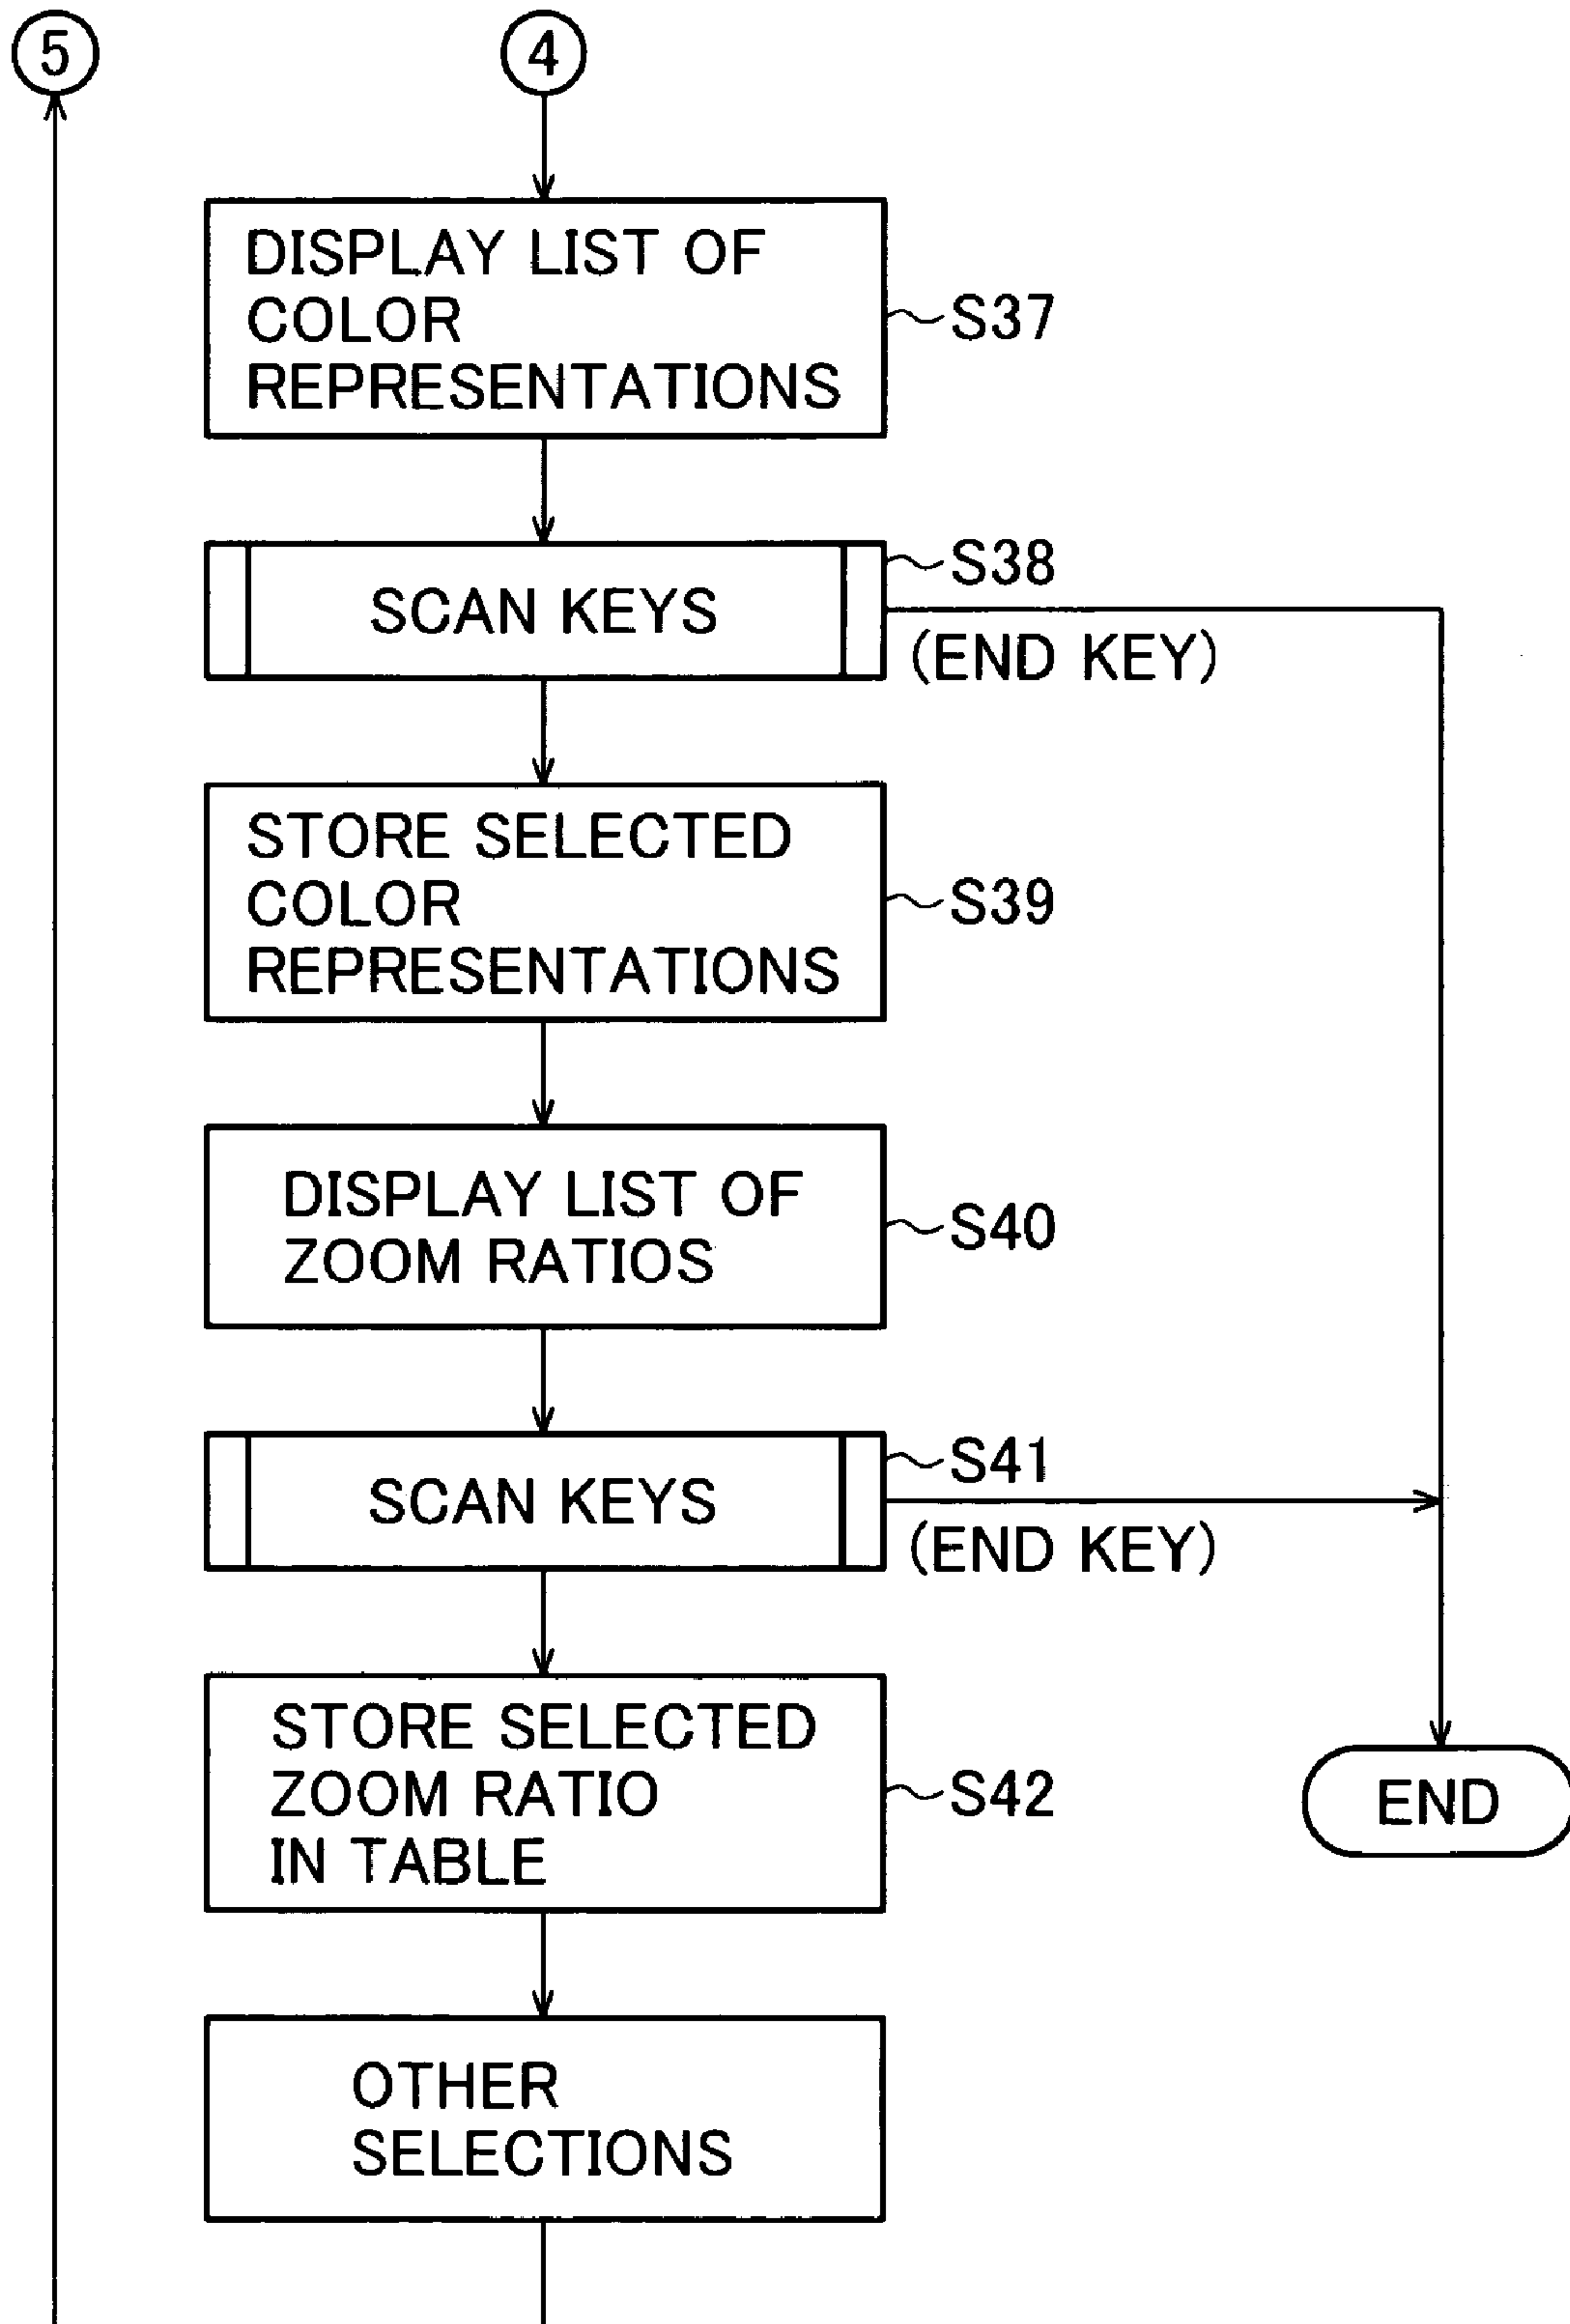 5
4
DISPLAY LIST OF
COLOR
REPRESENTATIONS
S37
SCAN KEYS
S38
(END KEY)
STORE SELECTED
COLOR
REPRESENTATIONS
S39
DISPLAY LIST OF
ZOOM RATIOS
S40
SCAN KEYS
S41
(END KEY)
STORE SELECTED
ZOOM RATIO
IN TABLE
S42
END
OTHER
SELECTIONS